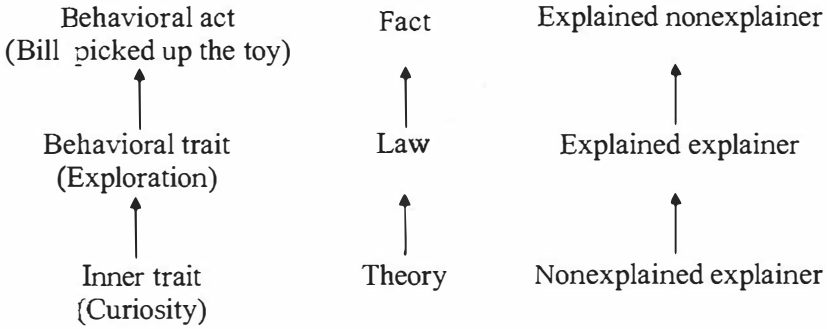 Behavioral act Fact Explained nonexplainer
(Bill picked up the toy)
Behavioral trait Law Explained explainer
(Exploration)
Inner trait Theory Nonexplained explainer
(Curiosity)